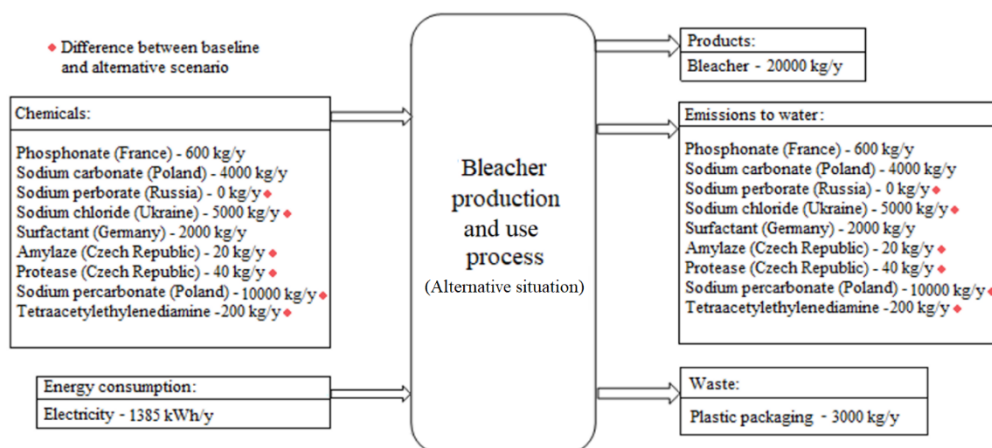 Difference between baseline
and alternative scenario
Chemicals:
Phosphonate (France) - 600 kg/y
Sodium carbonate (Poland) - 4000 kg/y
Sodium perborate (Russia) - 0 kg/y
Sodium chloride (Ukraine) - 5000 kg/y
Surfactant (Germany) - 2000 kg/y
Amylaze (Czech Republic) - 20 kg/y
Protease (Czech Republic) - 40 kg/y
Sodium percarbonate (Poland) - 10000 kg/y
Tetraacetylethylenediamine -200 kg/y
Energy consumption:
Electricity - 1385 kWh/y
Bleacher
production
and use
process
(Alternative situation)
Products:
Bleacher - 20000 kg/y
Emissions to water:
Phosphonate (France) - 600 kg/y
Sodium carbonate (Poland) - 4000 kg/y
Sodium perborate (Russia) - 0 kg/y
Sodium chloride (Ukraine) - 5000 kg/y
Surfactant (Germany) - 2000 kg/y
Amylaze (Czech Republic) - 20 kg/y
Protease (Czech Republic) - 40 kg/y
Sodium percarbonate (Poland) - 10000 kg/y
Tetraacetylethylenediamine -200 kg/y
Waste:
Plastic packaging - 3000 kg/y